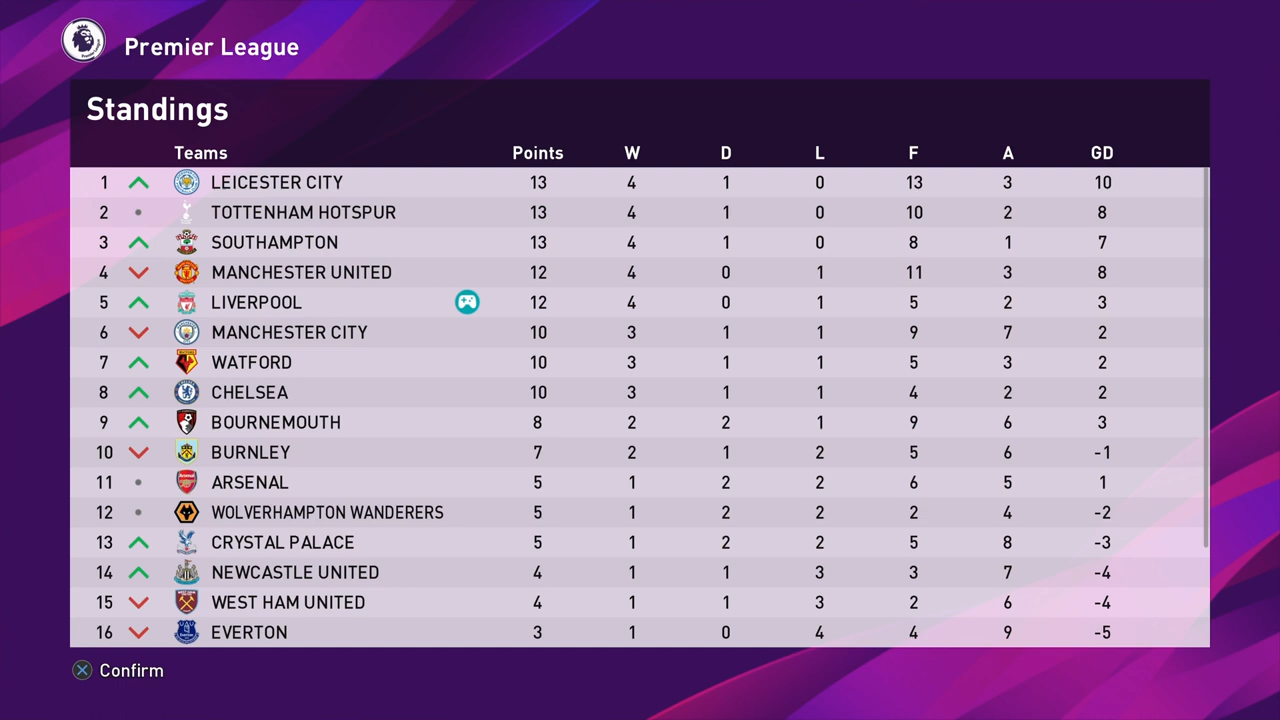 Premier League
Standings
Teams Points W D L F A GD
1 LEICESTER CITY 13 4 1 0 13 3 10
2 TOTTENHAM HOTSPUR 13 4 1 0 10 2 8
3 SOUTHAMPTON 13 4 1 0 8 1 7
4 MANCHESTER UNITED 12 4 0 1 11 3 8
5 LIVERPOOL 12 4 0 1 5 2 3
6 MANCHESTER CITY 10 3 1 1 9 7 2
7 WATFORD 10 3 1 1 5 3 2
8 CHELSEA 10 3 1 1 4 2 2
9 BOURNEMOUTH 8 2 2 1 9 6 3
10 BURNLEY 7 2 1 2 5 6 -1
11 ARSENAL 5 1 2 2 6 5 1
12 WOLVERHAMPTON WANDERERS 5 1 2 2 2 4 -2
13 CRYSTAL PALACE 5 1 2 2 5 8 -3
14 NEWCASTLE UNITED 4 1 1 3 3 7 -4
15 WEST HAM UNITED 4 1 1 3 2 6 -4
16 EVERTON 3 1 0 4 4 9 -5
Confirm